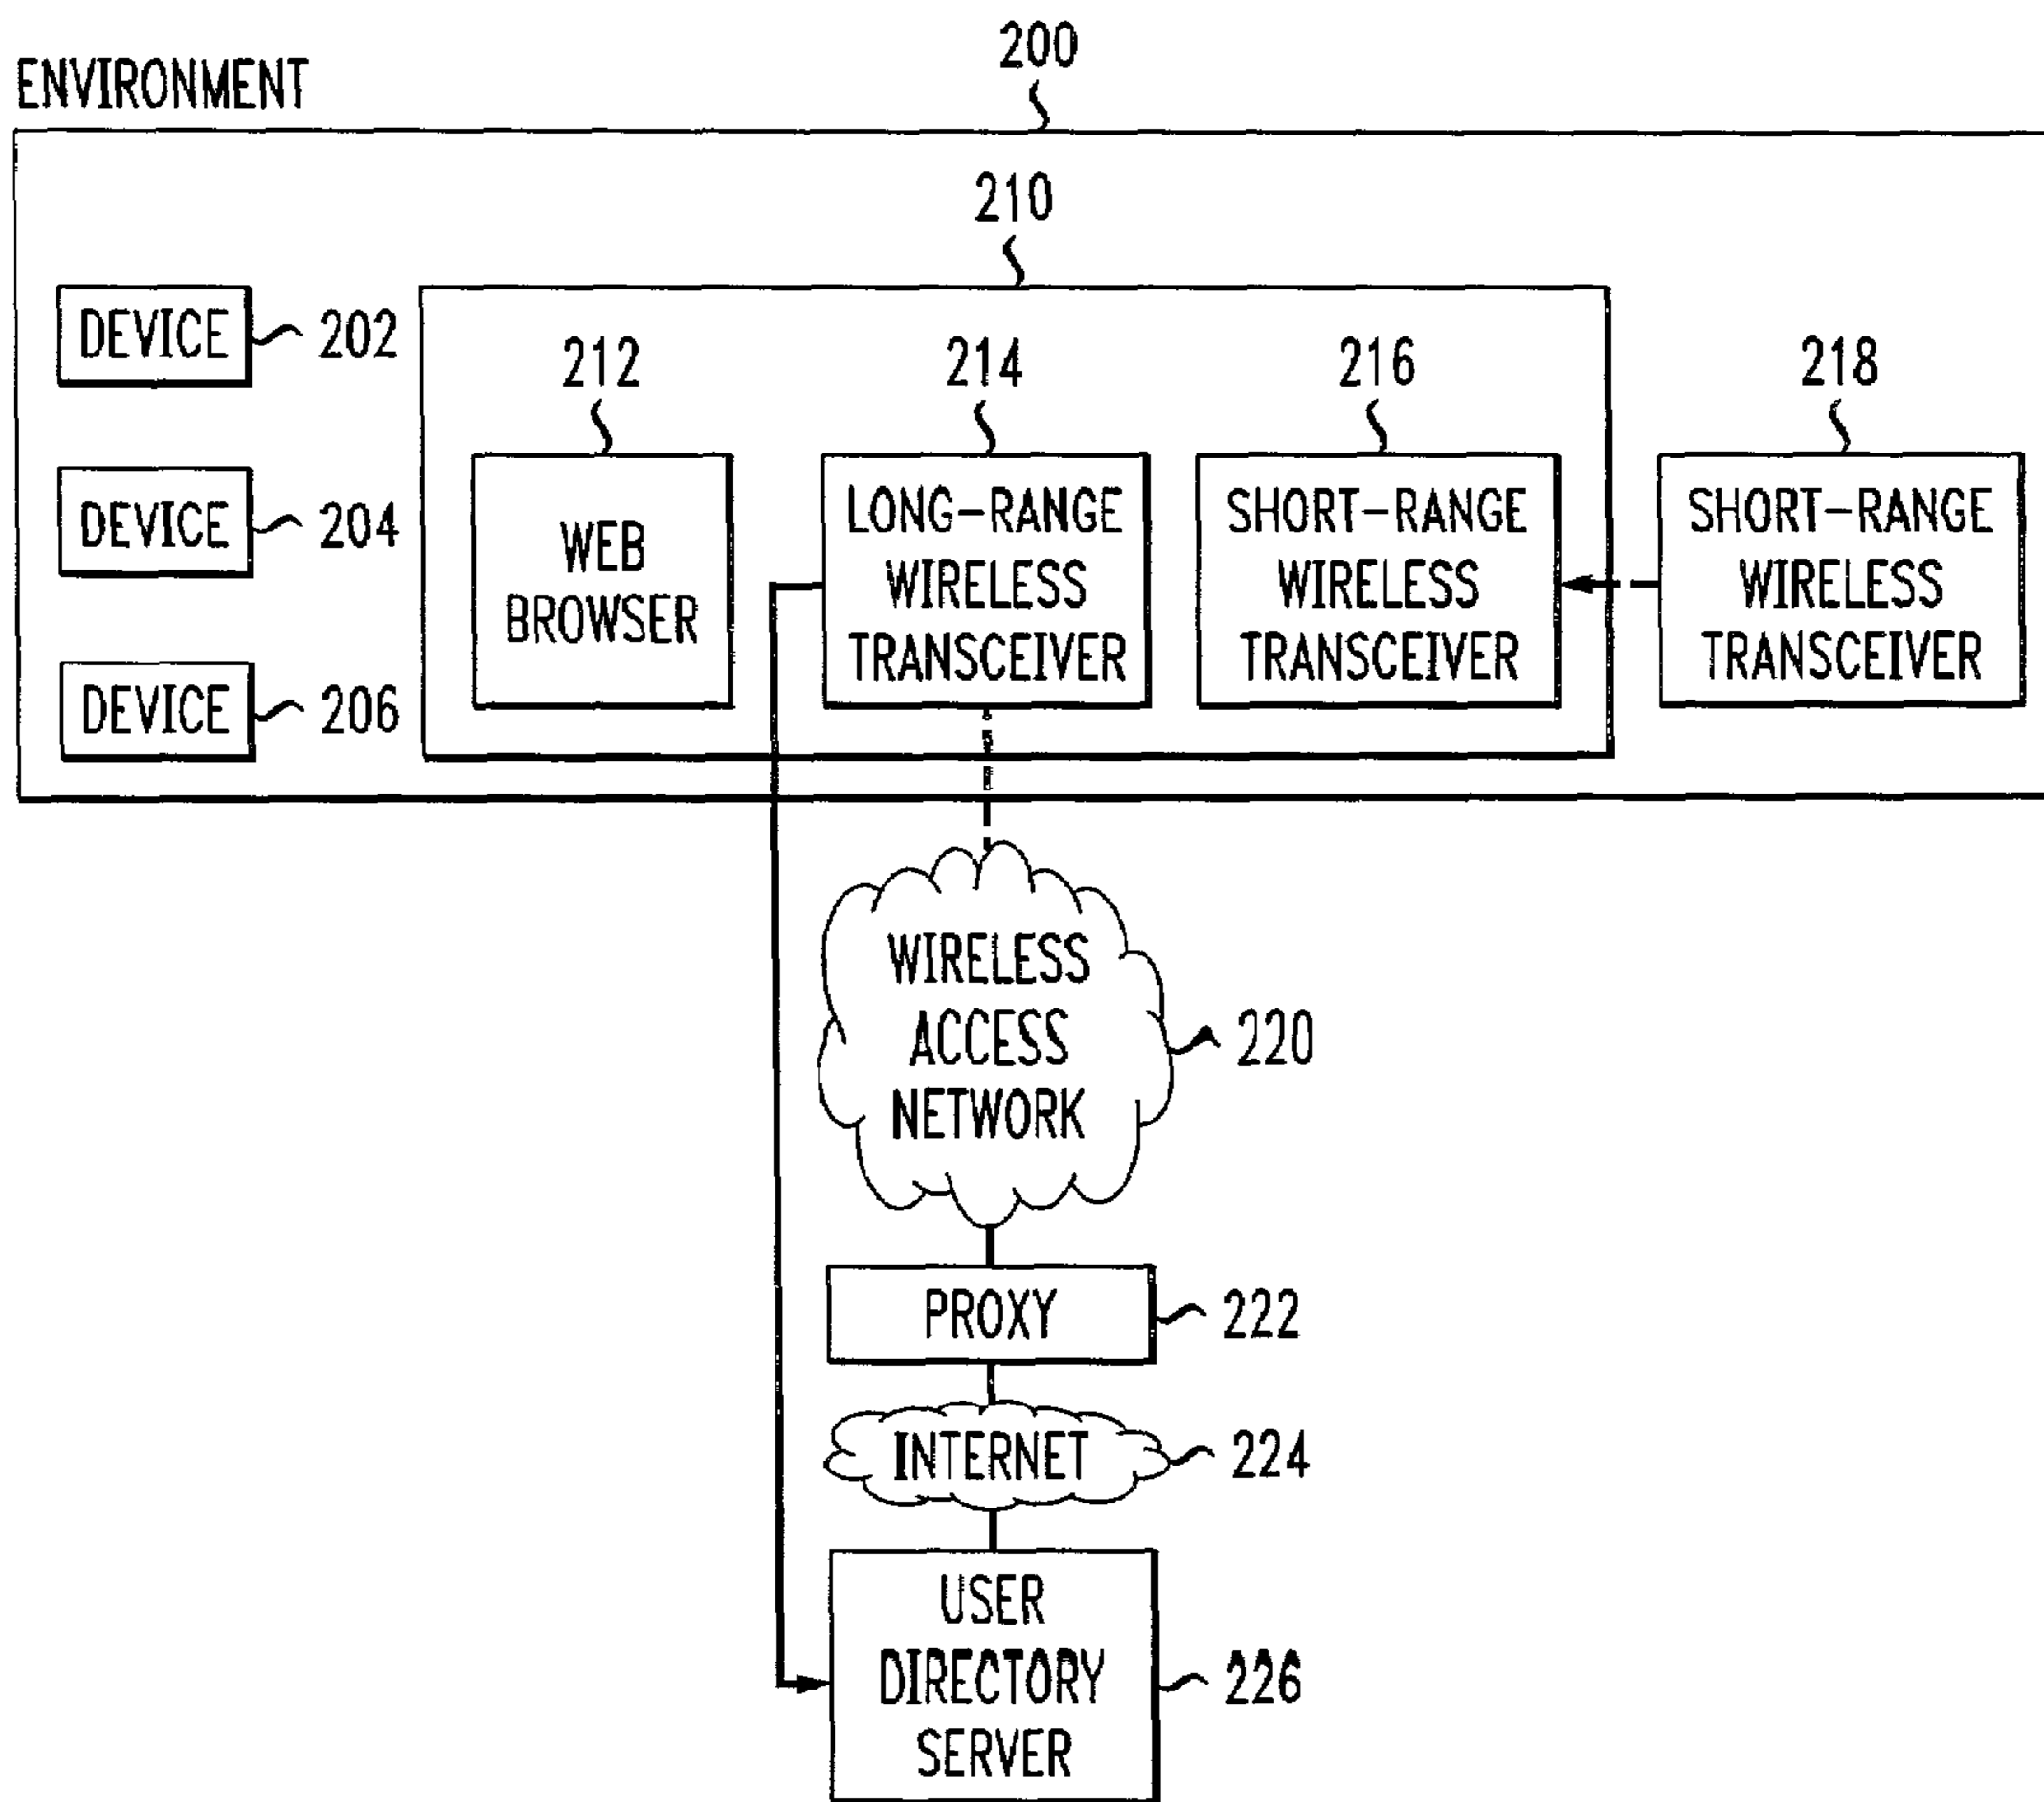 200
ENVIRONMENT
210
DEVICE 202
212
214
216
218
DEVICE 204
WEB
BROWSER
LONG-RANGE
WIRELESS
TRANSCEIVER
SHORT-RANGE
WIRELESS
TRANSCEIVER
SHORT-RANGE
WIRELESS
TRANSCEIVER
DEVICE 206
WIRELESS
ACCESS
NETWORK
220
PROXY 222
INTERNET 224
USER
DIRECTORY
SERVER
226